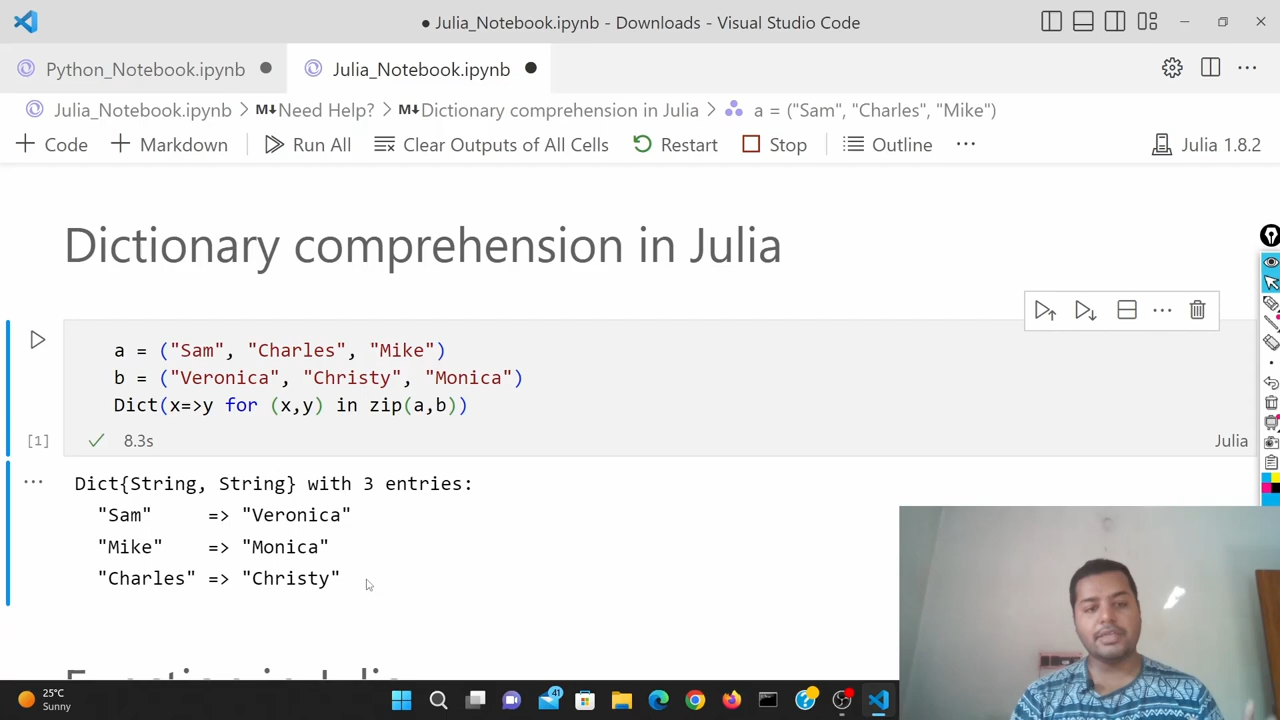 Julia_Notebook.ipynb - Downloads - Visual Studio Code
Python_Notebook.ipynb
Julia_Notebook.ipynb
Julia_Notebook.ipynb > M↓Need Help? > M↓Dictionary comprehension in Julia > a = ("Sam", "Charles", "Mike")
+ Code + Markdown Run All Clear Outputs of All Cells Restart Stop Outline ... Julia 1.8.2
Dictionary comprehension in Julia
a = ("Sam", "Charles", "Mike")
b = ("Veronica", "Christy", "Monica")
Dict(x=>y for (x,y) in zip(a,b))
[1] 8.3s Julia
Dict{String, String} with 3 entries:
"Sam" => "Veronica"
"Mike" => "Monica"
"Charles" => "Christy"
25°C
Sunny
41